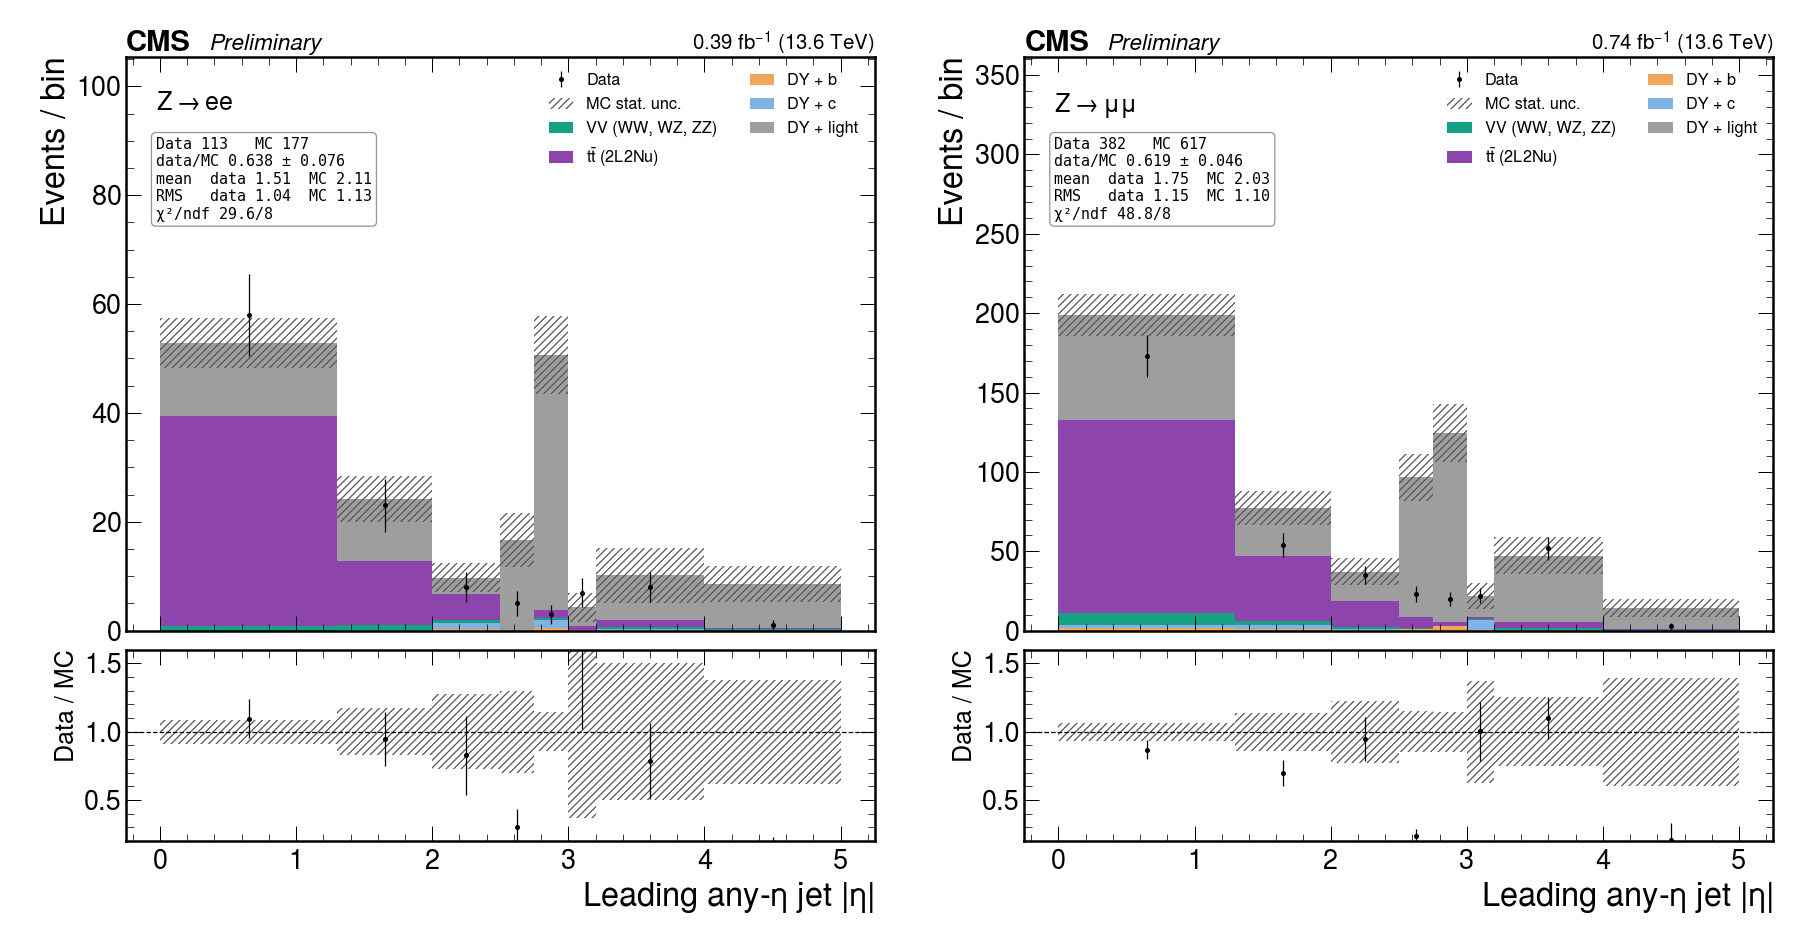 CMS Preliminary 0.39 fb⁻¹ (13.6 TeV)
Events / bin
Z → ee
Data 113 MC 177
data/MC 0.638 ± 0.076
mean data 1.51 MC 2.11
RMS data 1.04 MC 1.13
χ²/ndf 29.6/8
Data
MC stat. unc.
VV (WW, WZ, ZZ)
tt̄ (2L2Nu)
DY + b
DY + c
DY + light
100
80
60
40
20
0
Data / MC
1.5
1.0
0.5
0 1 2 3 4 5
Leading any-η jet |η|
CMS Preliminary 0.74 fb⁻¹ (13.6 TeV)
Events / bin
Z → μμ
Data 382 MC 617
data/MC 0.619 ± 0.046
mean data 1.75 MC 2.03
RMS data 1.15 MC 1.10
χ²/ndf 48.8/8
Data
MC stat. unc.
VV (WW, WZ, ZZ)
tt̄ (2L2Nu)
DY + b
DY + c
DY + light
350
300
250
200
150
100
50
0
Data / MC
1.5
1.0
0.5
0 1 2 3 4 5
Leading any-η jet |η|